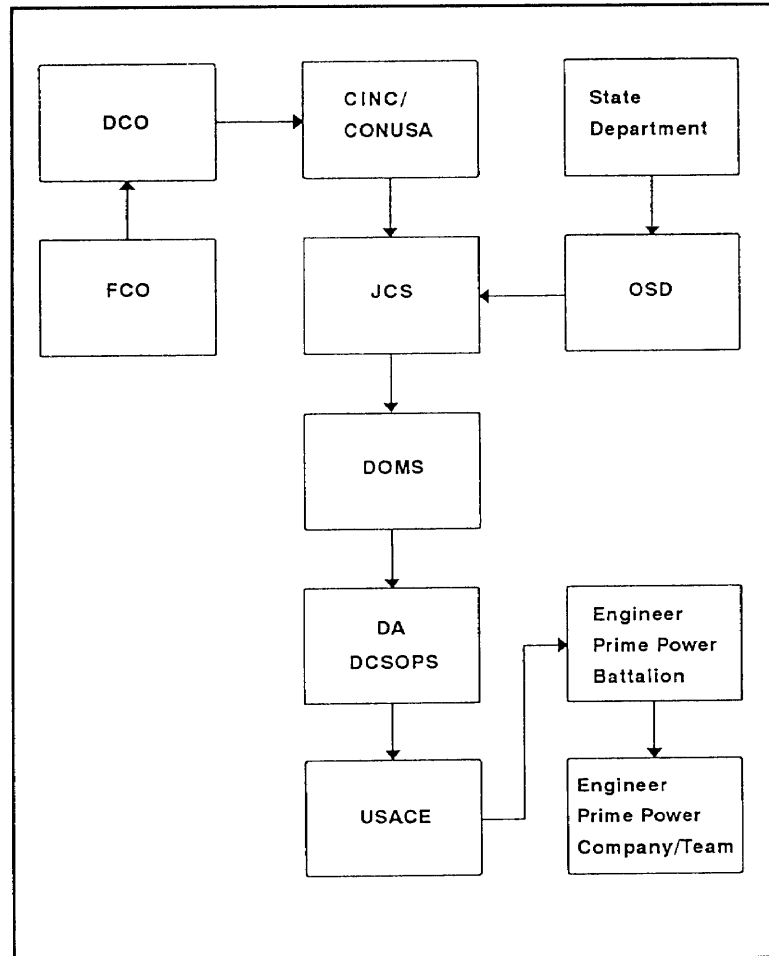 DCO
CINC/
CONUSA
State
Department
FCO
JCS
OSD
DOMS
DA
DCSOPS
Engineer
Prime Power
Battalion
USACE
Engineer
Prime Power
Company/Team